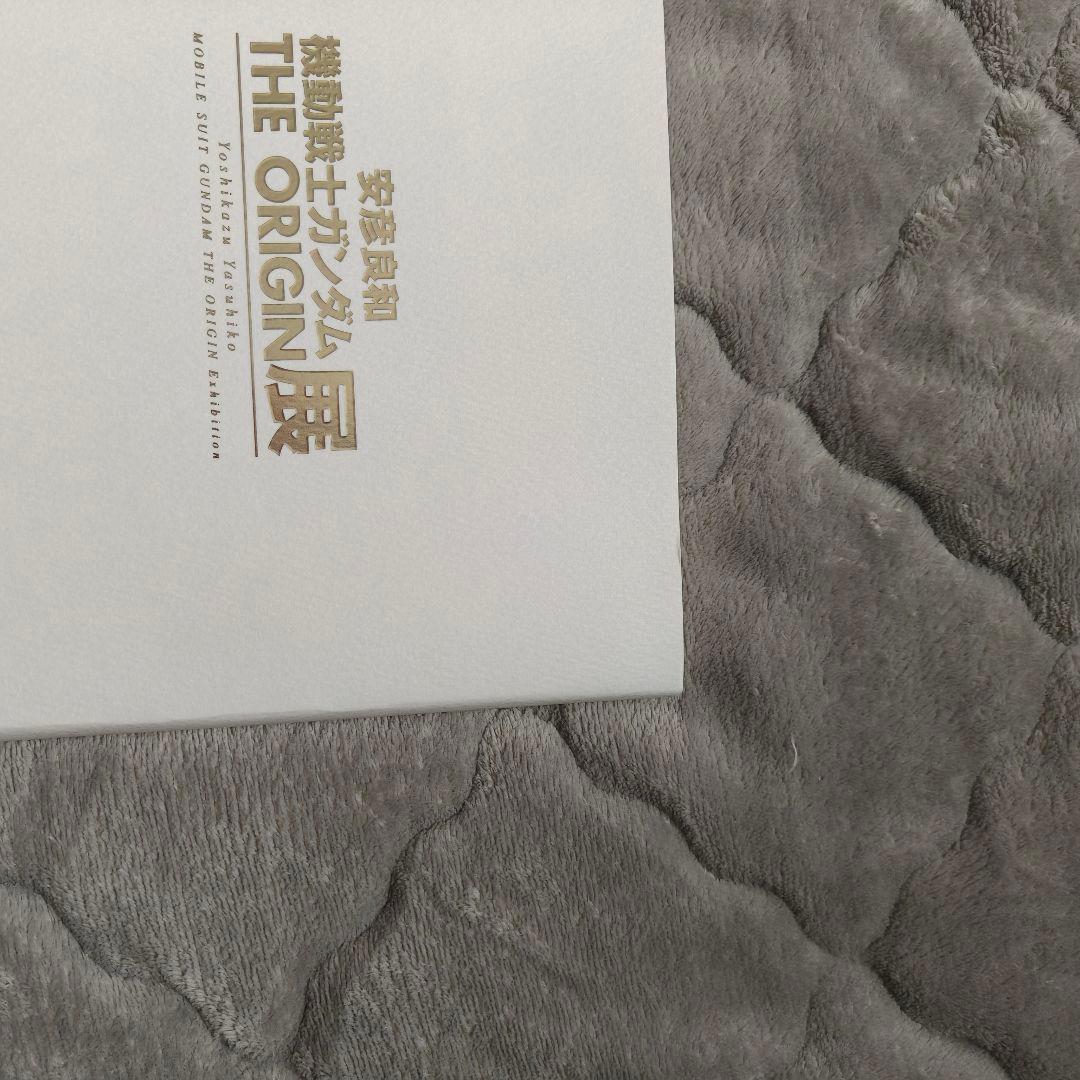 安彦良和
機動戦士ガンダム
THE ORIGIN展
Yoshikazu Yasuhiko
MOBILE SUIT GUNDAM THE ORIGIN Exhibition